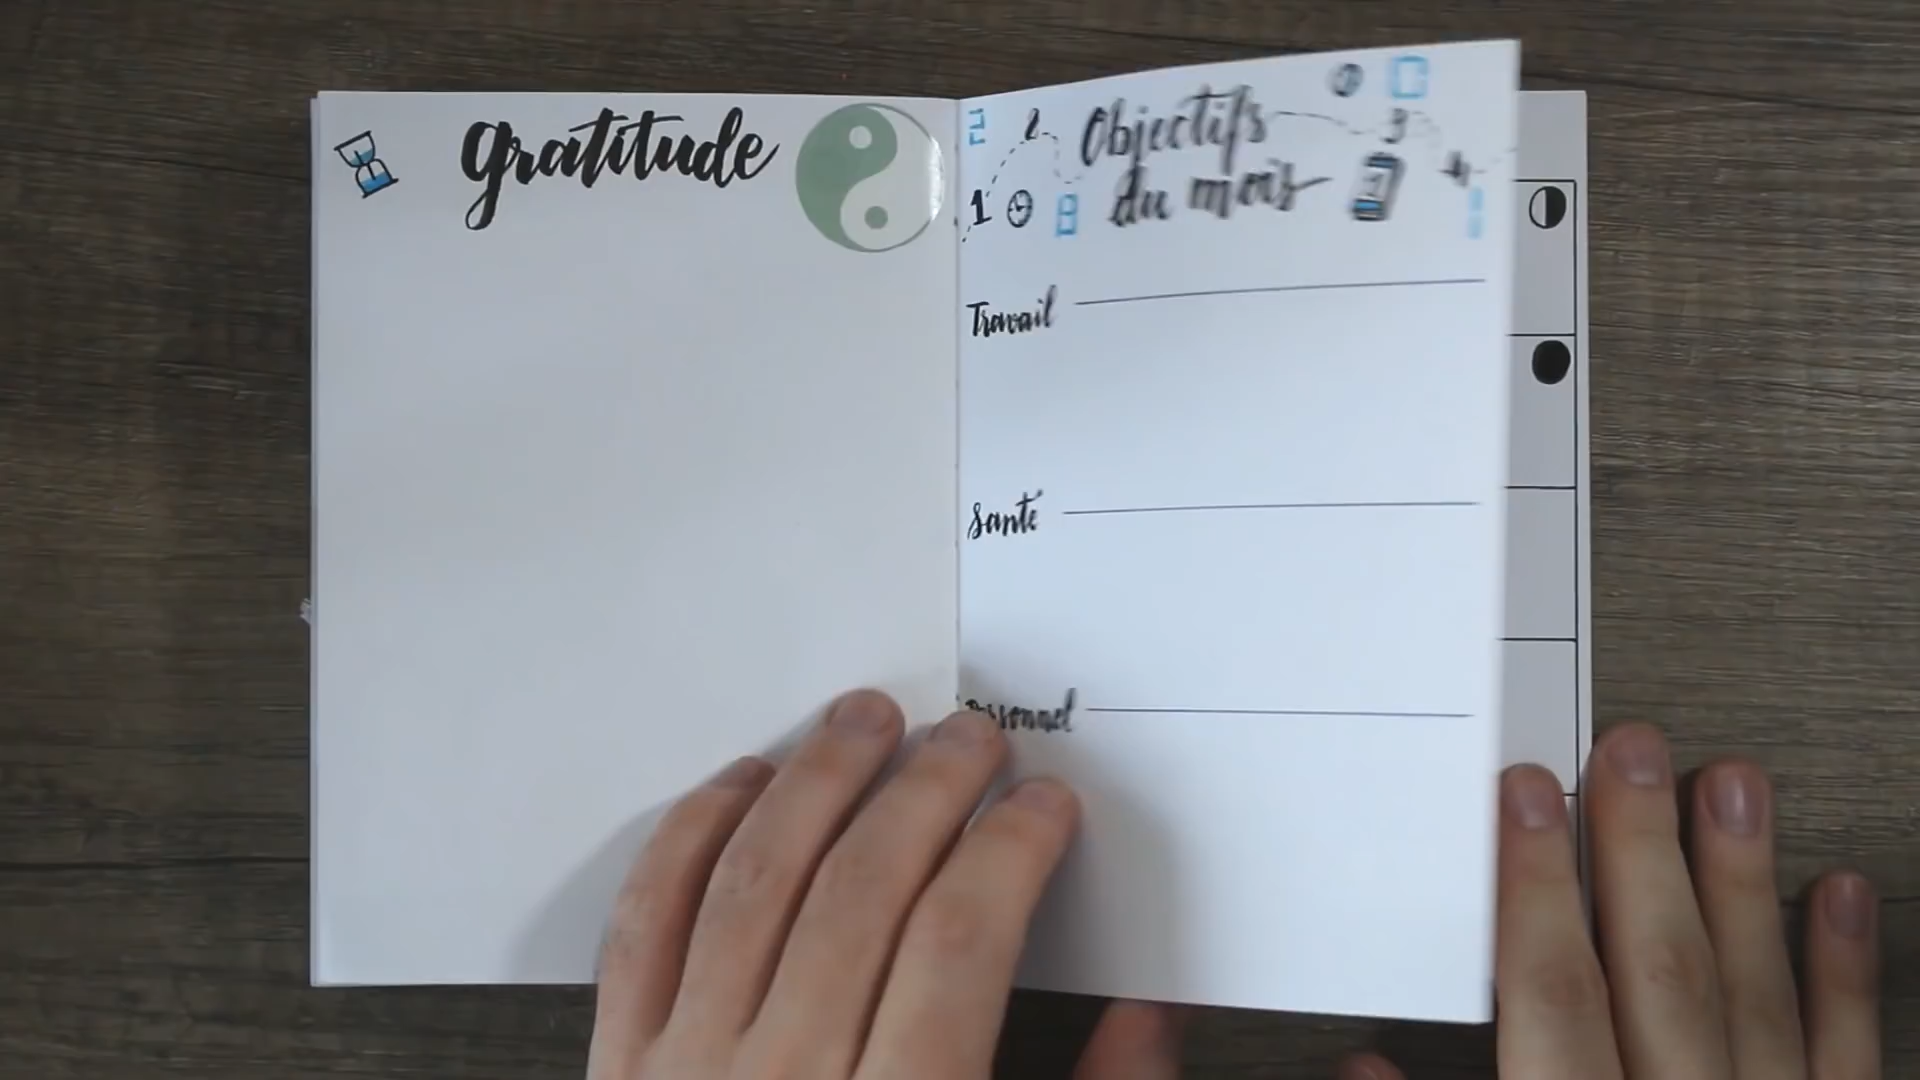 gratitude
Objectifs
du mois
1
2
3
4
Travail
Santé